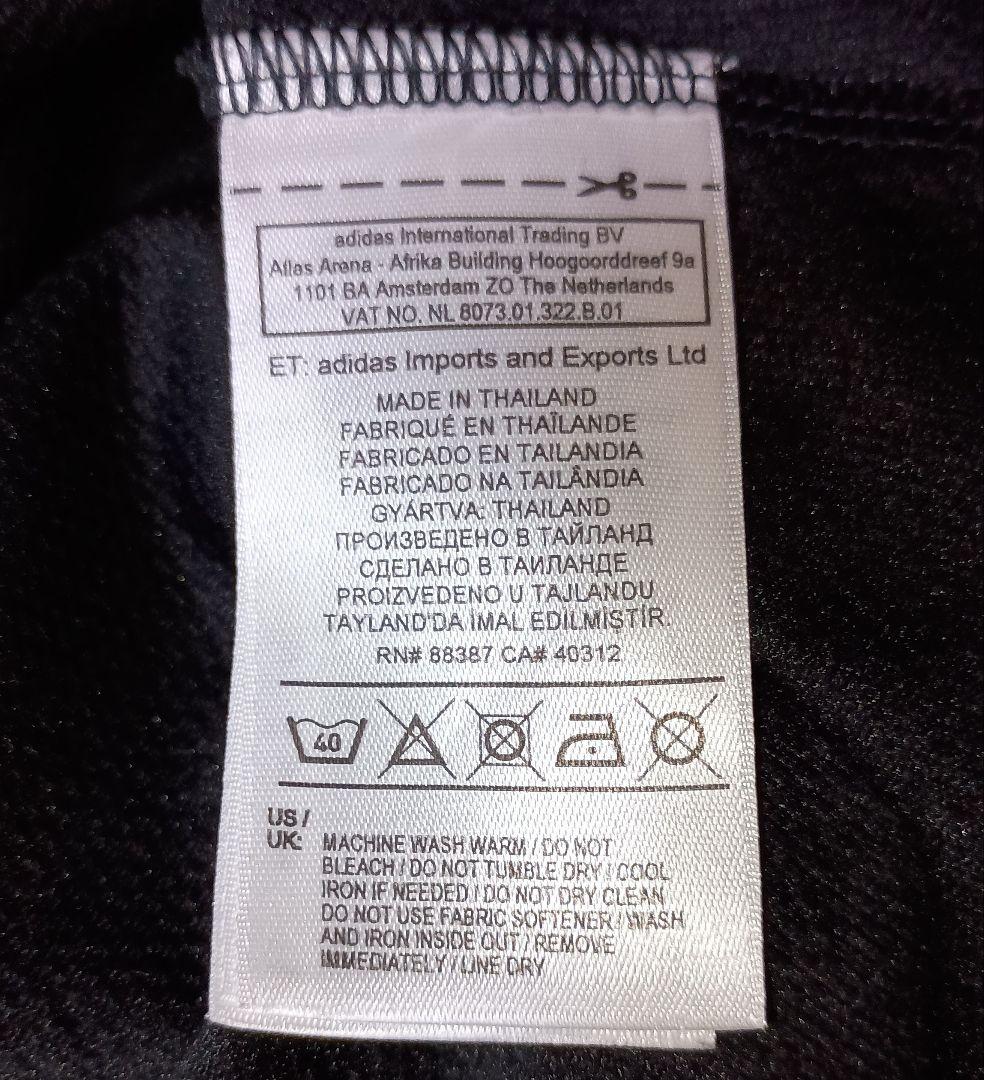 adidas International Trading BV
Atlas Arena - Afrika Building Hoogoorddreef 9a
1101 BA Amsterdam ZO The Netherlands
VAT NO. NL 8073.01.322.B.01
ET: adidas Imports and Exports Ltd
MADE IN THAILAND
FABRIQUÉ EN THAÏLANDE
FABRICADO EN TAILANDIA
FABRICADO NA TAILÂNDIA
GYÁRTVA: THAILAND
ПРОИЗВЕДЕНО В ТАЙЛАНД
СДЕЛАНО В ТАИЛАНДЕ
PROIZVEDENO U TAJLANDU
TAYLAND'DA İMAL EDİLMİŞTİR.
RN# 88387 CA# 40312
40
US /
UK: MACHINE WASH WARM / DO NOT
BLEACH / DO NOT TUMBLE DRY / COOL
IRON IF NEEDED / DO NOT DRY CLEAN
DO NOT USE FABRIC SOFTENER / WASH
AND IRON INSIDE OUT / REMOVE
IMMEDIATELY / LINE DRY